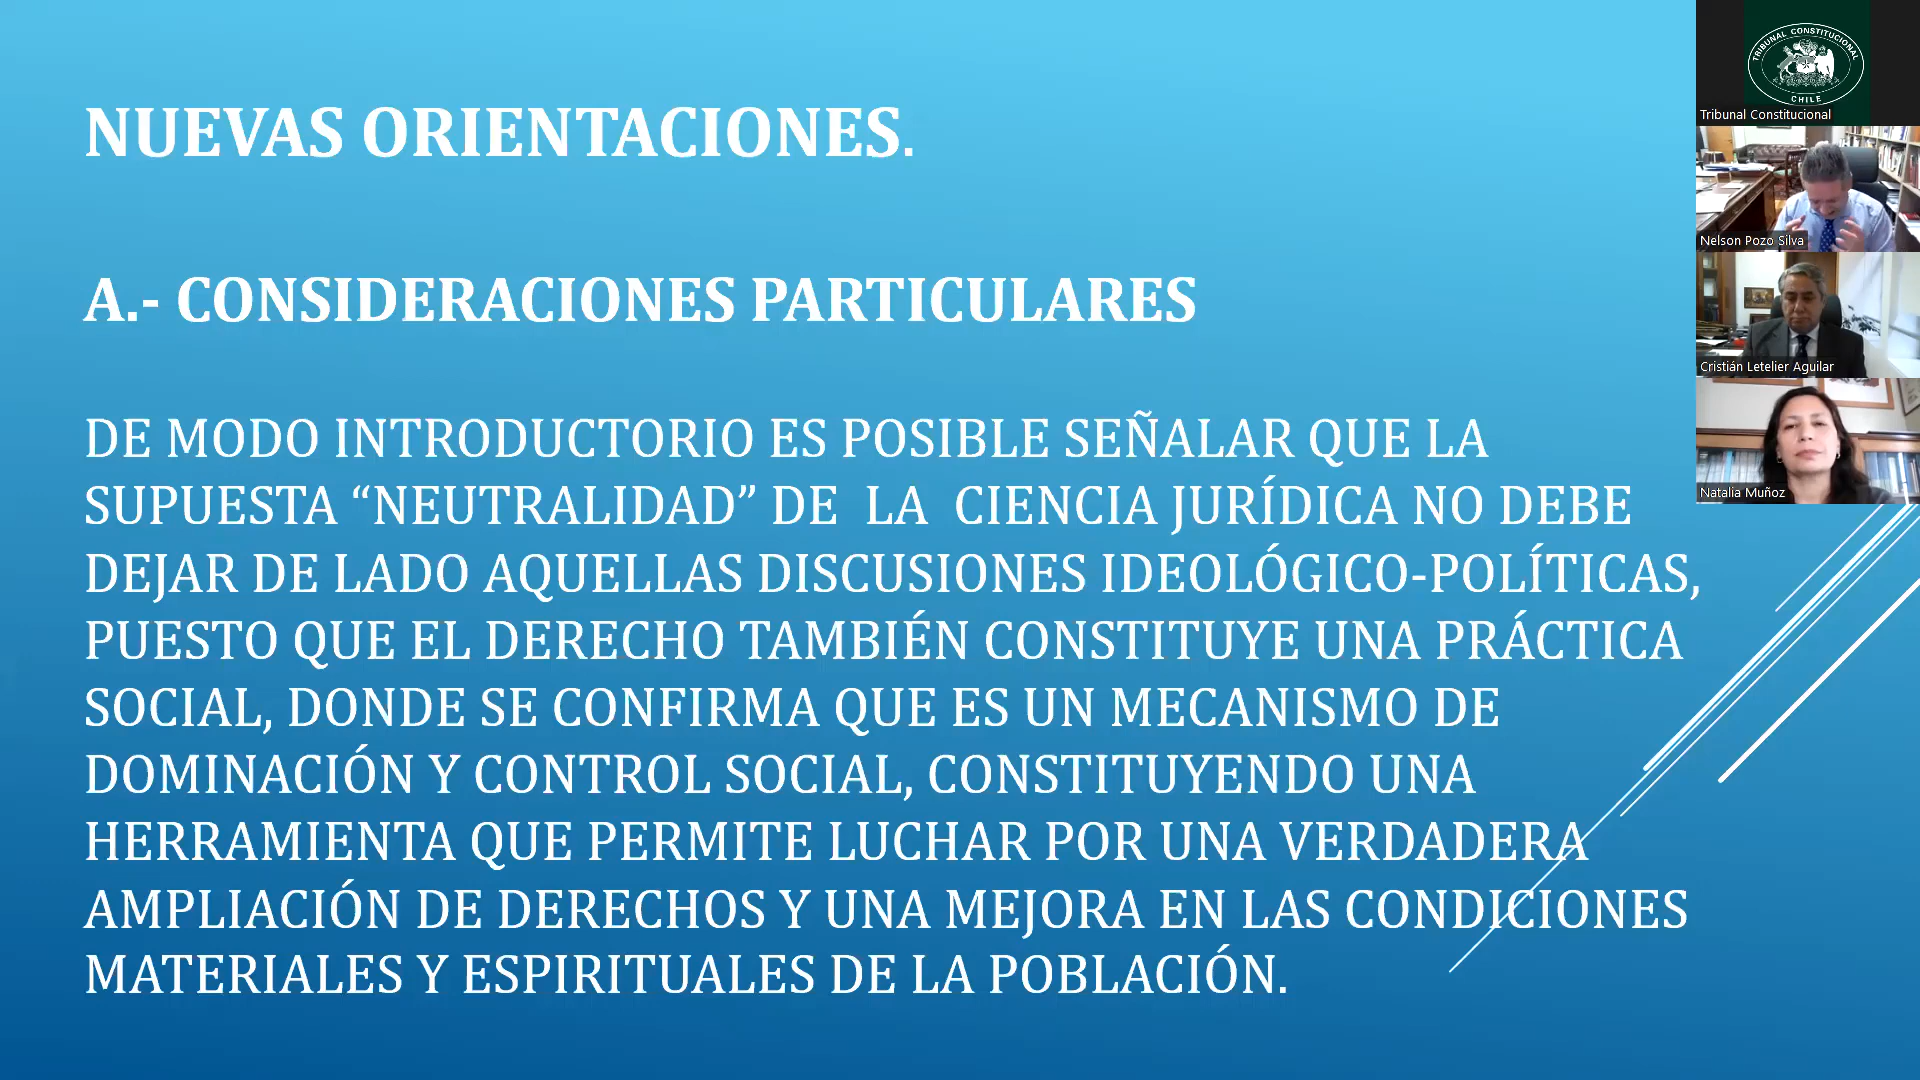 NUEVAS ORIENTACIONES.
A.- CONSIDERACIONES PARTICULARES
DE MODO INTRODUCTORIO ES POSIBLE SEÑALAR QUE LA
SUPUESTA “NEUTRALIDAD” DE LA CIENCIA JURÍDICA NO DEBE
DEJAR DE LADO AQUELLAS DISCUSIONES IDEOLÓGICO-POLÍTICAS,
PUESTO QUE EL DERECHO TAMBIÉN CONSTITUYE UNA PRÁCTICA
SOCIAL, DONDE SE CONFIRMA QUE ES UN MECANISMO DE
DOMINACIÓN Y CONTROL SOCIAL, CONSTITUYENDO UNA
HERRAMIENTA QUE PERMITE LUCHAR POR UNA VERDADERA
AMPLIACIÓN DE DERECHOS Y UNA MEJORA EN LAS CONDICIONES
MATERIALES Y ESPIRITUALES DE LA POBLACIÓN.
TRIBUNAL CONSTITUCIONAL
CHILE
Tribunal Constitucional
Nelson Pozo Silva
Cristián Letelier Aguilar
Natalia Muñoz